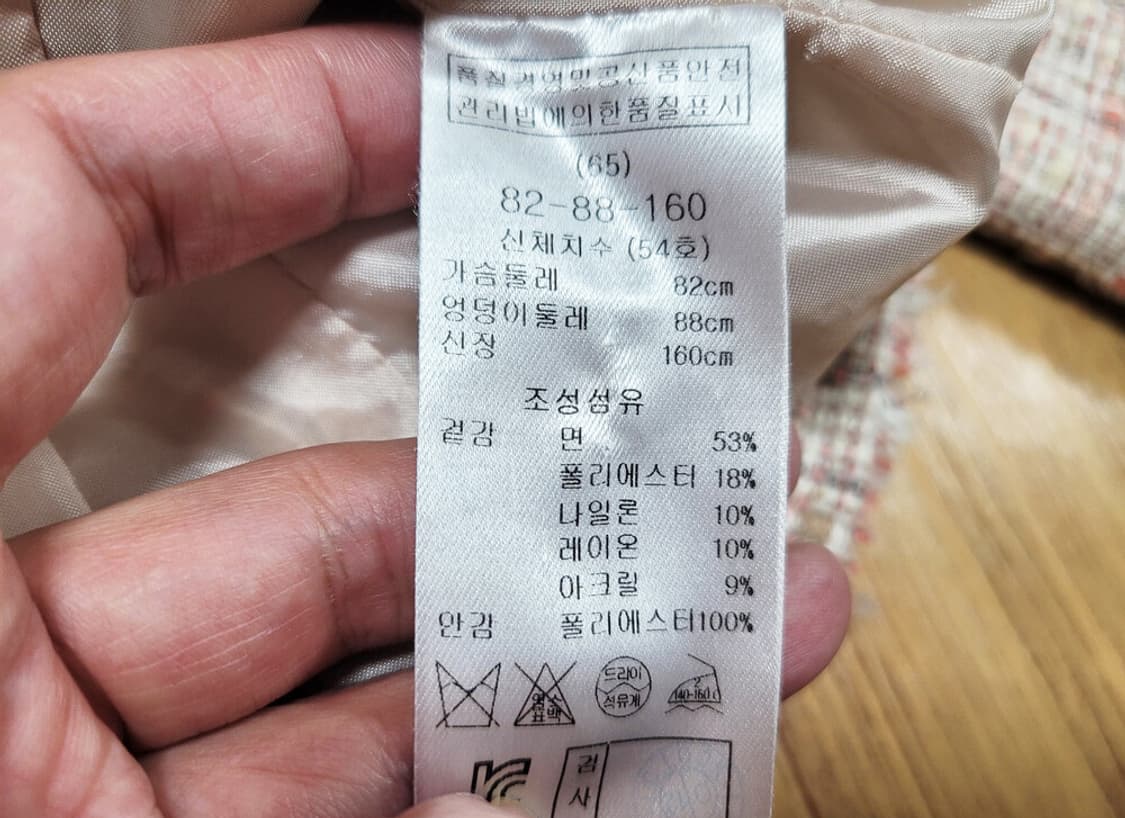 품질경영및공산품안전
관리법에의한품질표시
(65)
82-88-160
신체치수 (54호)
가슴둘레 82cm
엉덩이둘레 88cm
신장 160cm
조성섬유
겉감 면 53%
폴리에스터 18%
나일론 10%
레이온 10%
아크릴 9%
안감 폴리에스터100%
염소
표백
드라이
석유계
2
140-160℃
검
사